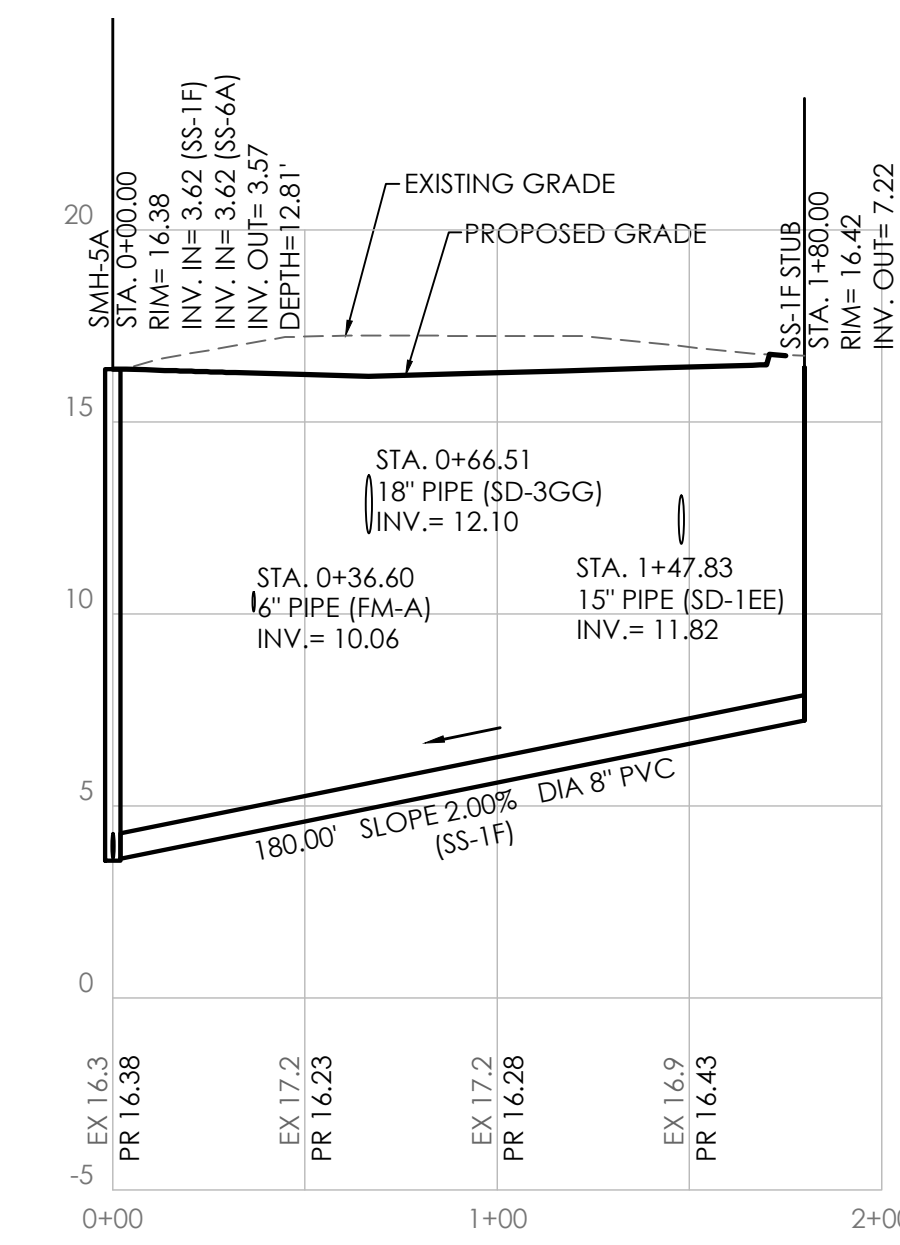 SMH-5A
STA. 0+00.00
RIM= 16.38
INV. IN= 3.62 (SS-1F)
INV. IN= 3.62 (SS-6A)
INV. OUT= 3.57
DEPTH=12.81'
EXISTING GRADE
PROPOSED GRADE
SS-1F STUB
STA. 1+80.00
RIM= 16.42
INV. OUT= 7.22
20
15
10
5
0
-5
STA. 0+66.51
18" PIPE (SD-3GG)
INV.= 12.10
STA. 0+36.60
6" PIPE (FM-A)
INV.= 10.06
STA. 1+47.83
15" PIPE (SD-1EE)
INV.= 11.82
180.00' SLOPE 2.00% DIA 8" PVC
(SS-1F)
EX 16.3
PR 16.38
EX 17.2
PR 16.23
EX 17.2
PR 16.28
EX 16.9
PR 16.43
0+00
1+00
2+00